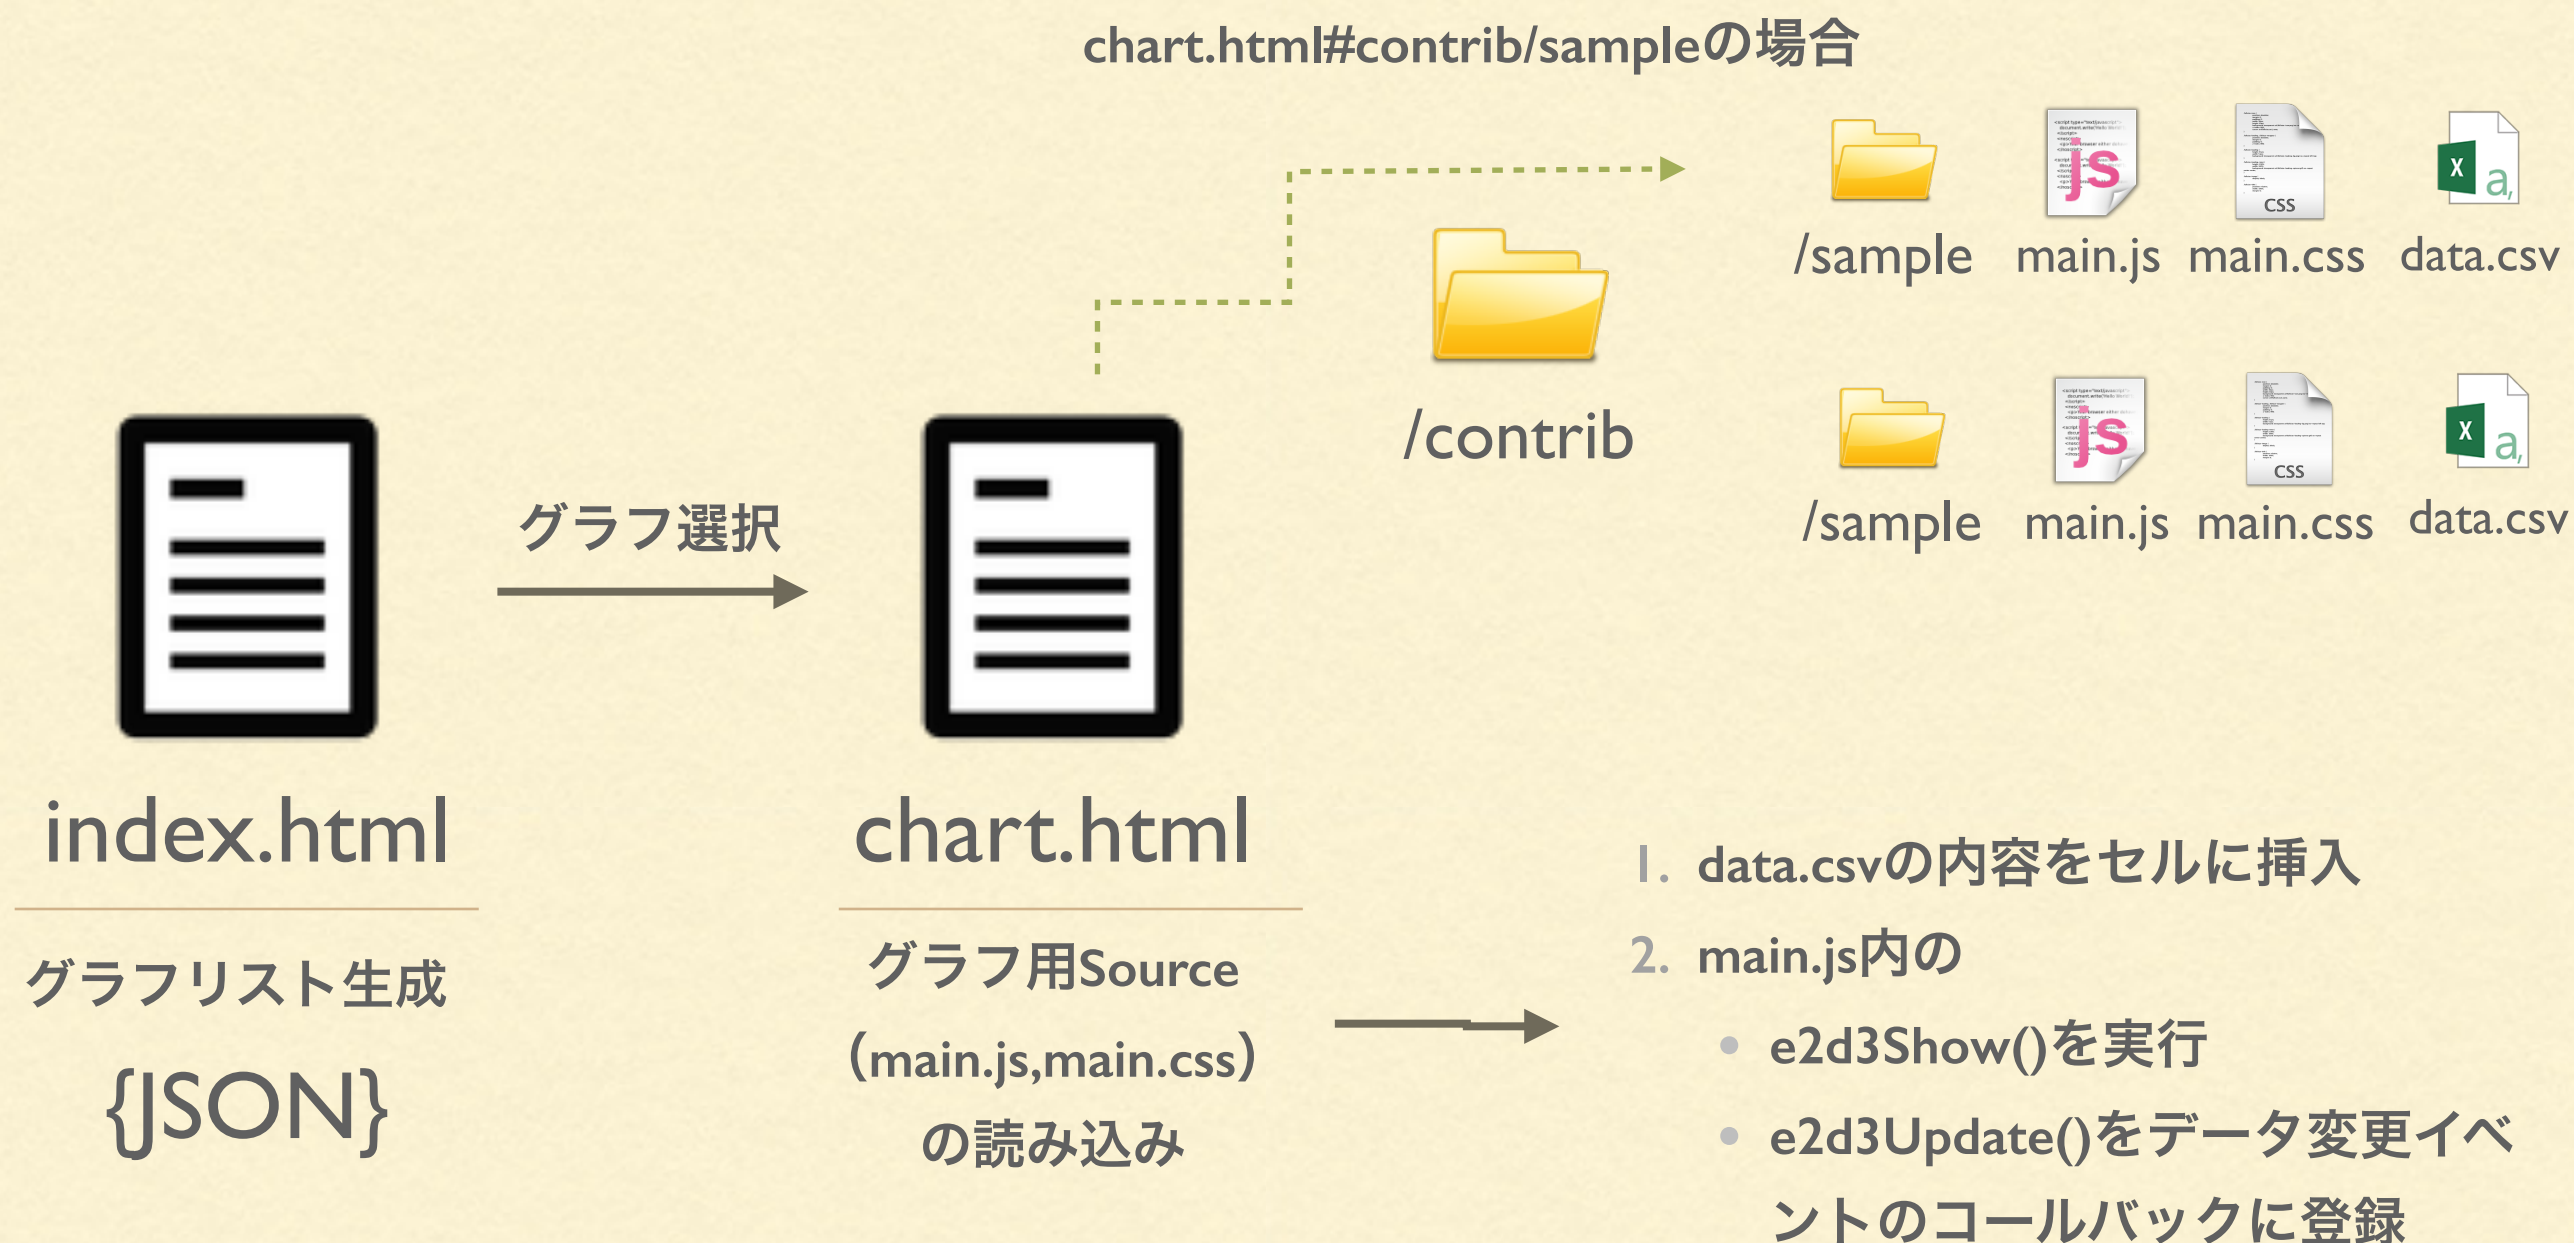 chart.html#contrib/sampleの場合
/sample
main.js
main.css
data.csv
/contrib
/sample
main.js
main.css
data.csv
グラフ選択
index.html
グラフリスト生成
{JSON}
chart.html
グラフ用Source
（main.js,main.css）
の読み込み
1. data.csvの内容をセルに挿入
2. main.js内の
• e2d3Show()を実行
• e2d3Update()をデータ変更イベ
ントのコールバックに登録
js
CSS
X a,
js
CSS
X a,